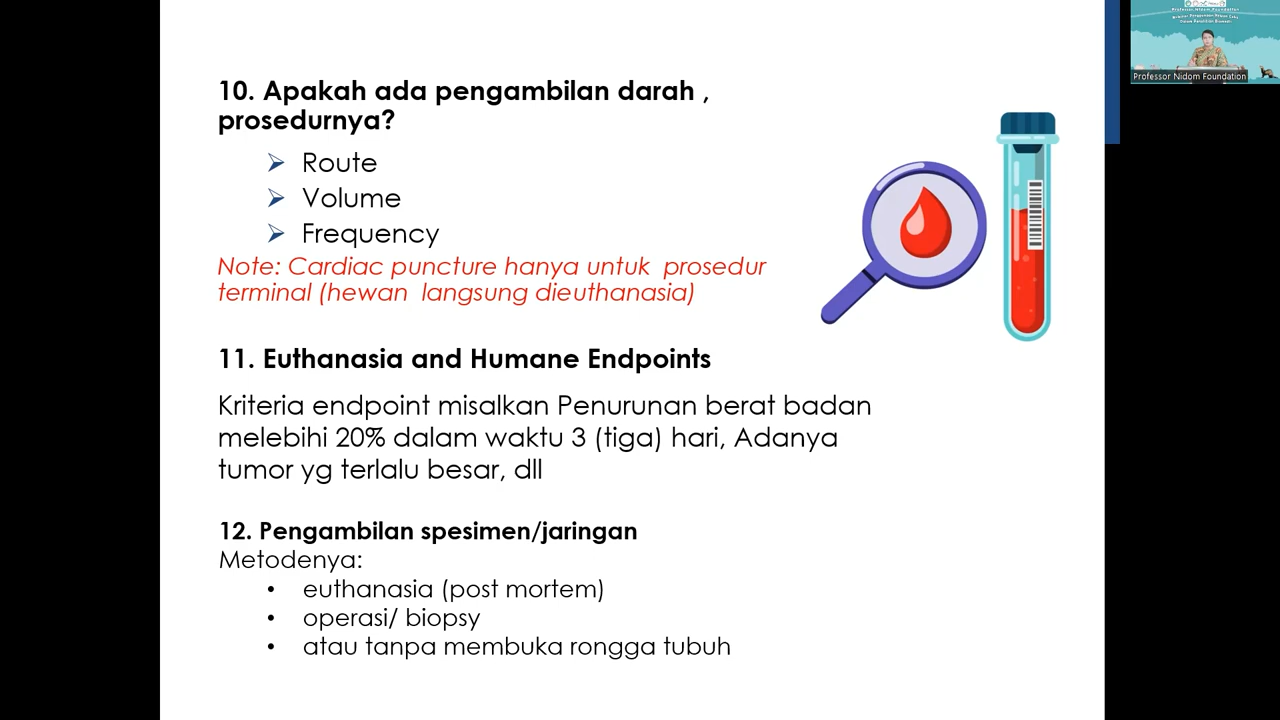 10. Apakah ada pengambilan darah ,
prosedurnya?
Route
Volume
Frequency
Note: Cardiac puncture hanya untuk prosedur
terminal (hewan langsung dieuthanasia)
11. Euthanasia and Humane Endpoints
Kriteria endpoint misalkan Penurunan berat badan
melebihi 20% dalam waktu 3 (tiga) hari, Adanya
tumor yg terlalu besar, dll
12. Pengambilan spesimen/jaringan
Metodenya:
• euthanasia (post mortem)
• operasi/ biopsy
• atau tanpa membuka rongga tubuh
Professor Nidom Foundation
Professor Nidom Foundation